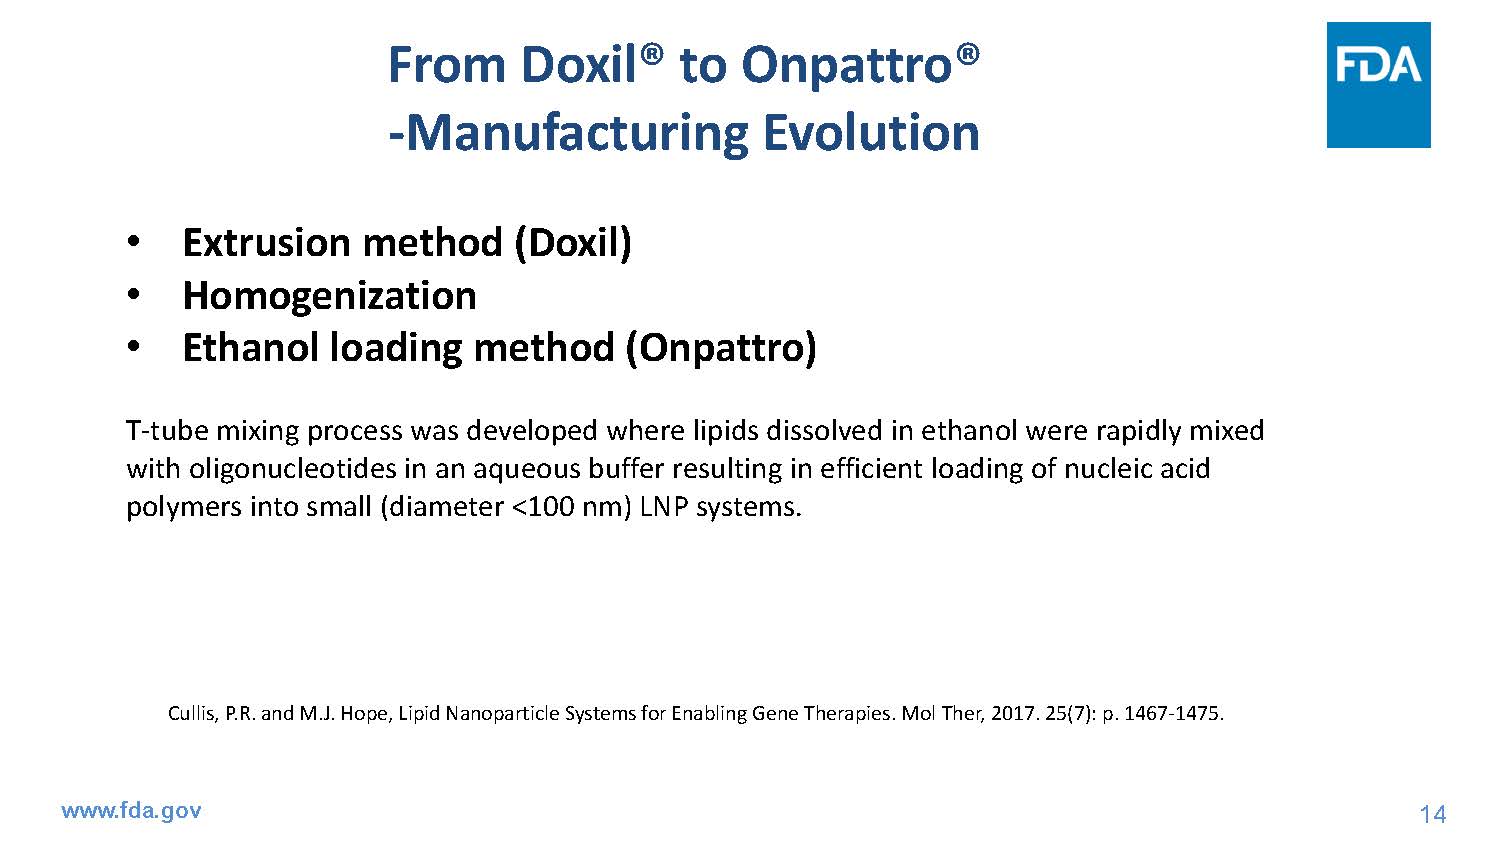 From Doxil® to Onpattro®
-Manufacturing Evolution
FDA
• Extrusion method (Doxil)
• Homogenization
• Ethanol loading method (Onpattro)
T-tube mixing process was developed where lipids dissolved in ethanol were rapidly mixed
with oligonucleotides in an aqueous buffer resulting in efficient loading of nucleic acid
polymers into small (diameter <100 nm) LNP systems.
Cullis, P.R. and M.J. Hope, Lipid Nanoparticle Systems for Enabling Gene Therapies. Mol Ther, 2017. 25(7): p. 1467-1475.
www.fda.gov
14